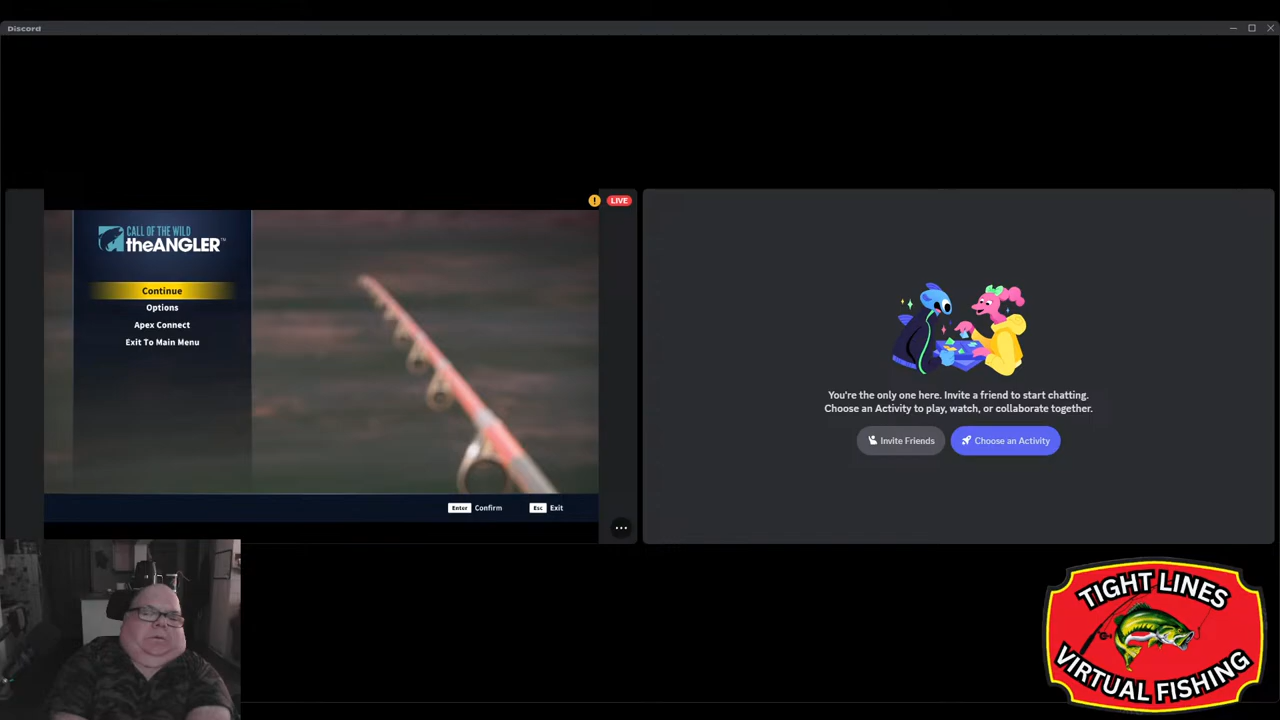 Discord
! LIVE
CALL OF THE WILD
theANGLER™
Continue
Options
Apex Connect
Exit To Main Menu
Enter Confirm Esc Exit
You're the only one here. Invite a friend to start chatting.
Choose an Activity to play, watch, or collaborate together.
Invite Friends Choose an Activity
TIGHT LINES
VIRTUAL FISHING